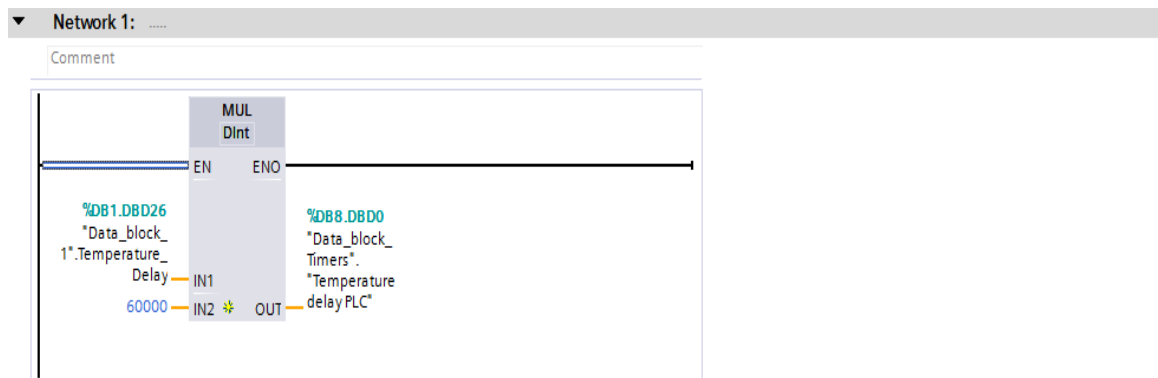 Network 1: .....
Comment
MUL
DInt
EN ENO
%DB1.DBD26
"Data_block_
1".Temperature_
Delay
IN1
60000
IN2
OUT
%DB8.DBD0
"Data_block_
Timers".
"Temperature
delay PLC"